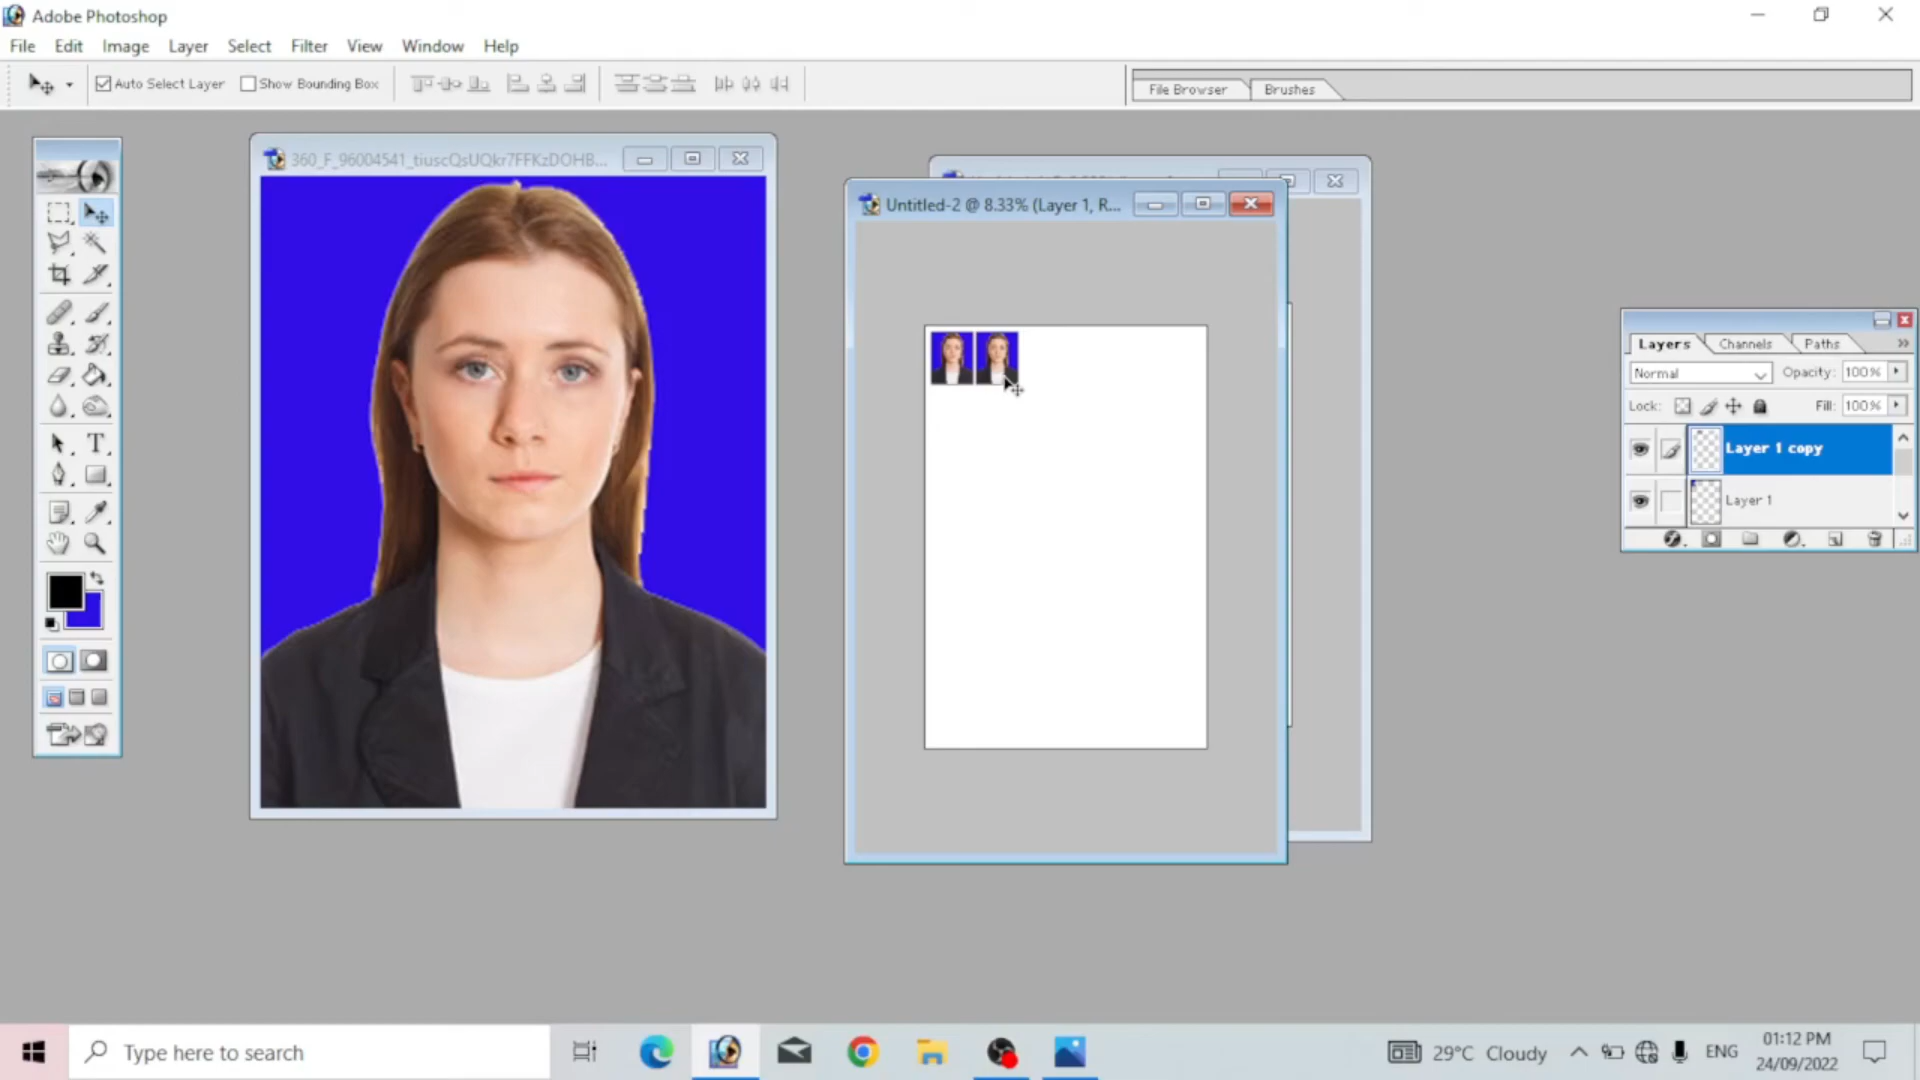 Adobe Photoshop
File Edit Image Layer Select Filter View Window Help
Auto Select Layer Show Bounding Box
File Browser Brushes
360_F_96004541_tiuscQsUQkr7FFKzDOHB...
Untitled-2 @ 8.33% (Layer 1, R...
Layers Channels Paths
Normal Opacity: 100%
Lock: Fill: 100%
Layer 1 copy
Layer 1
T
Type here to search
29°C Cloudy
ENG
01:12 PM
24/09/2022